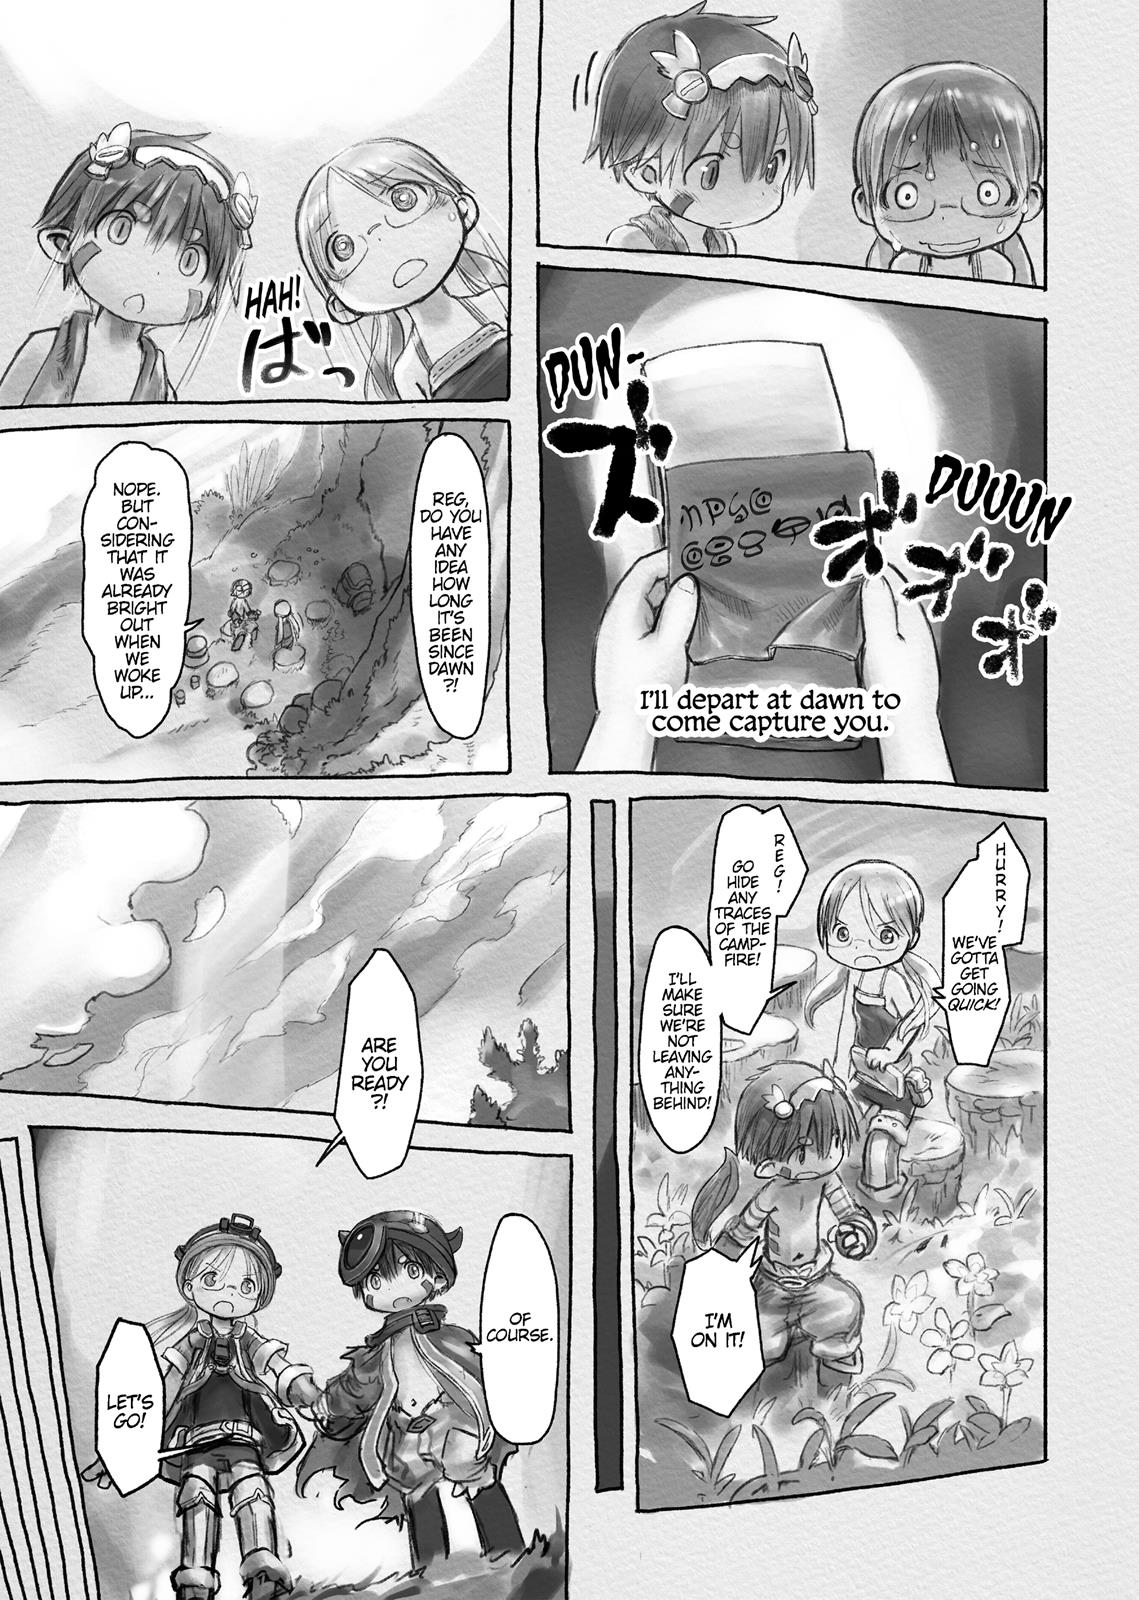 DUN-
ズ
DUUUN
オオオ
I'll depart at dawn to
come capture you.
HAH!
ばっ
REG,
DO YOU
HAVE
ANY
IDEA
HOW
LONG
IT'S
BEEN
SINCE
DAWN
?!
NOPE.
BUT
CON-
SIDERING
THAT IT
WAS
ALREADY
BRIGHT
OUT
WHEN
WE
WOKE
UP...
HURRY!
WE'VE
GOTTA
GET
GOING
QUICK!
REG!
GO
HIDE
ANY
TRACES
OF THE
CAMP-
FIRE!
I'LL
MAKE
SURE
WE'RE
NOT
LEAVING
ANY-
THING
BEHIND!
I'M
ON IT!
ARE
YOU
READY
?!
OF
COURSE.
LET'S
GO!